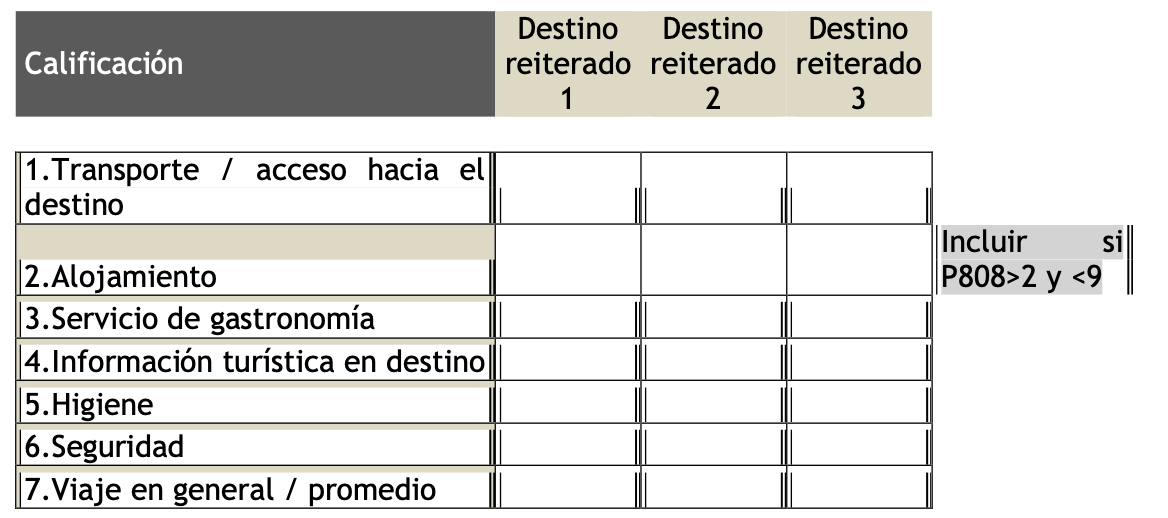 Calificación
Destino reiterado 1
Destino reiterado 2
Destino reiterado 3
1.Transporte / acceso hacia el
destino
2.Alojamiento
Incluir si
P808>2 y <9
3.Servicio de gastronomía
4.Información turística en destino
5.Higiene
6.Seguridad
7.Viaje en general / promedio